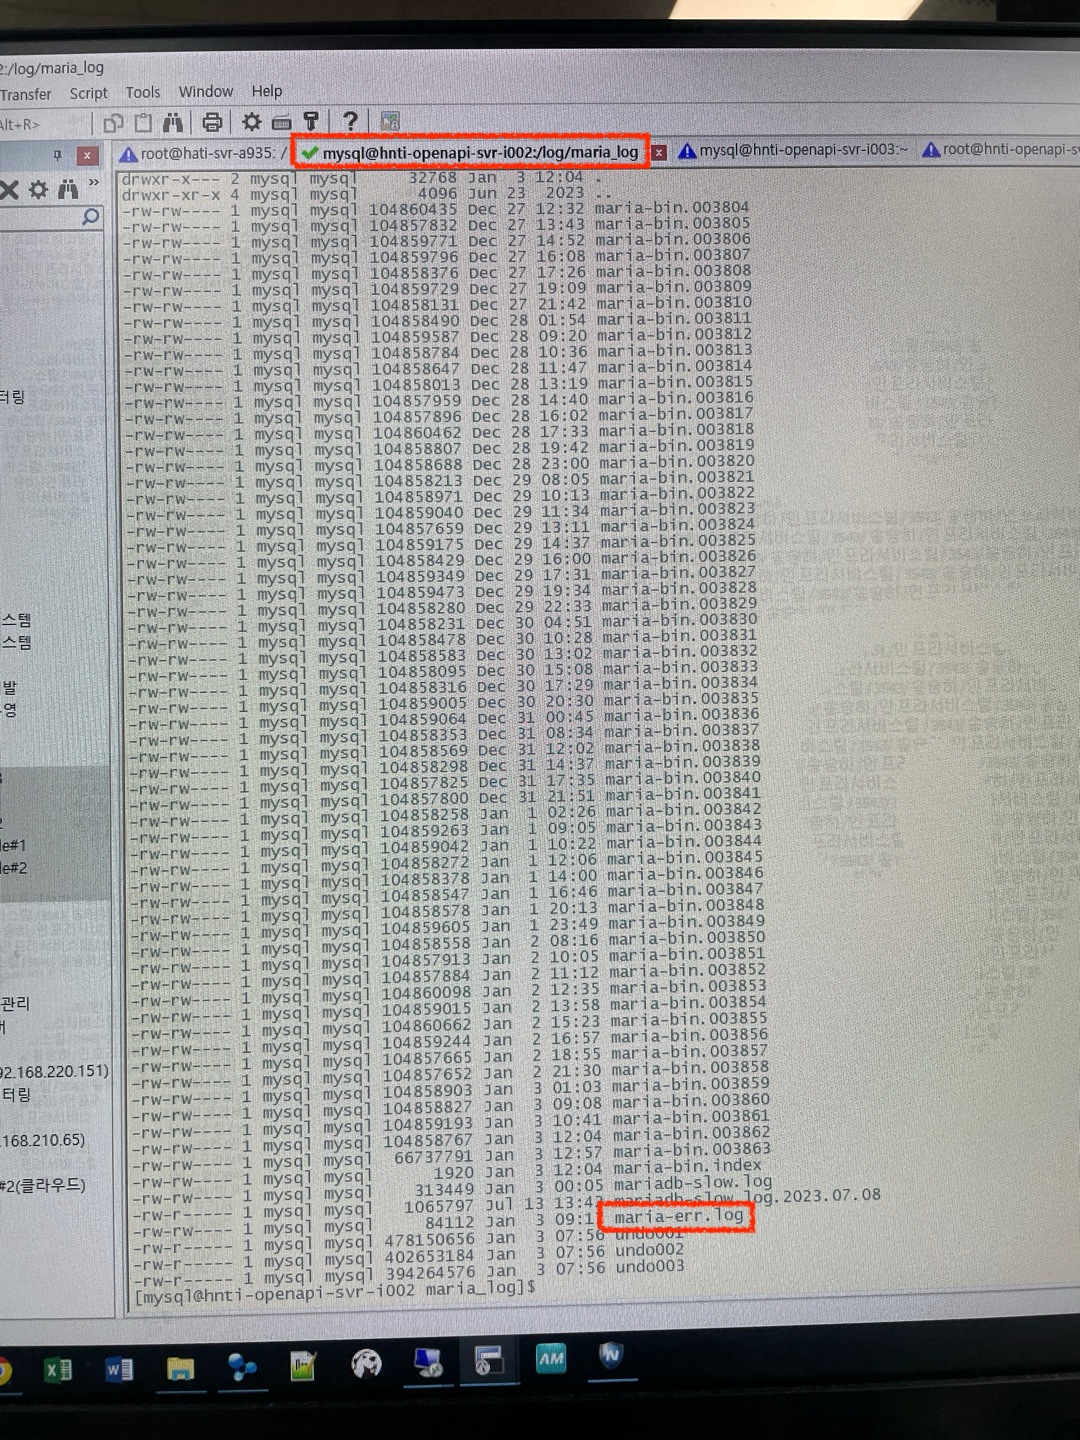 2:/log/maria_log
Transfer Script Tools Window Help
Alt+R>
root@hati-svr-a935: /
mysql@hnti-openapi-svr-i002:/log/maria_log
mysql@hnti-openapi-svr-i003:~
root@hnti-openapi-sv
drwxr-x--- 2 mysql mysql 32768 Jan 3 12:04 .
drwxr-xr-x 4 mysql mysql 4096 Jun 23 2023 ..
-rw-rw---- 1 mysql mysql 104860435 Dec 27 12:32 maria-bin.003804
-rw-rw---- 1 mysql mysql 104857832 Dec 27 13:43 maria-bin.003805
-rw-rw---- 1 mysql mysql 104859771 Dec 27 14:52 maria-bin.003806
-rw-rw---- 1 mysql mysql 104859796 Dec 27 16:08 maria-bin.003807
-rw-rw---- 1 mysql mysql 104858376 Dec 27 17:26 maria-bin.003808
-rw-rw---- 1 mysql mysql 104859729 Dec 27 19:09 maria-bin.003809
-rw-rw---- 1 mysql mysql 104858131 Dec 27 21:42 maria-bin.003810
-rw-rw---- 1 mysql mysql 104858490 Dec 28 01:54 maria-bin.003811
-rw-rw---- 1 mysql mysql 104859587 Dec 28 09:20 maria-bin.003812
-rw-rw---- 1 mysql mysql 104858784 Dec 28 10:36 maria-bin.003813
-rw-rw---- 1 mysql mysql 104858647 Dec 28 11:47 maria-bin.003814
-rw-rw---- 1 mysql mysql 104858013 Dec 28 13:19 maria-bin.003815
-rw-rw---- 1 mysql mysql 104857959 Dec 28 14:40 maria-bin.003816
-rw-rw---- 1 mysql mysql 104857896 Dec 28 16:02 maria-bin.003817
-rw-rw---- 1 mysql mysql 104860462 Dec 28 17:33 maria-bin.003818
-rw-rw---- 1 mysql mysql 104858807 Dec 28 19:42 maria-bin.003819
-rw-rw---- 1 mysql mysql 104858688 Dec 28 23:00 maria-bin.003820
-rw-rw---- 1 mysql mysql 104858213 Dec 29 08:05 maria-bin.003821
-rw-rw---- 1 mysql mysql 104858971 Dec 29 10:13 maria-bin.003822
-rw-rw---- 1 mysql mysql 104859040 Dec 29 11:34 maria-bin.003823
-rw-rw---- 1 mysql mysql 104857659 Dec 29 13:11 maria-bin.003824
-rw-rw---- 1 mysql mysql 104859175 Dec 29 14:37 maria-bin.003825
-rw-rw---- 1 mysql mysql 104858429 Dec 29 16:00 maria-bin.003826
-rw-rw---- 1 mysql mysql 104859349 Dec 29 17:31 maria-bin.003827
-rw-rw---- 1 mysql mysql 104859473 Dec 29 19:34 maria-bin.003828
-rw-rw---- 1 mysql mysql 104858280 Dec 29 22:33 maria-bin.003829
-rw-rw---- 1 mysql mysql 104858231 Dec 30 04:51 maria-bin.003830
-rw-rw---- 1 mysql mysql 104858478 Dec 30 10:28 maria-bin.003831
-rw-rw---- 1 mysql mysql 104858583 Dec 30 13:02 maria-bin.003832
-rw-rw---- 1 mysql mysql 104858095 Dec 30 15:08 maria-bin.003833
-rw-rw---- 1 mysql mysql 104858316 Dec 30 17:29 maria-bin.003834
-rw-rw---- 1 mysql mysql 104859005 Dec 30 20:30 maria-bin.003835
-rw-rw---- 1 mysql mysql 104859064 Dec 31 00:45 maria-bin.003836
-rw-rw---- 1 mysql mysql 104858353 Dec 31 08:34 maria-bin.003837
-rw-rw---- 1 mysql mysql 104858569 Dec 31 12:02 maria-bin.003838
-rw-rw---- 1 mysql mysql 104858298 Dec 31 14:37 maria-bin.003839
-rw-rw---- 1 mysql mysql 104857825 Dec 31 17:35 maria-bin.003840
-rw-rw---- 1 mysql mysql 104857800 Dec 31 21:51 maria-bin.003841
-rw-rw---- 1 mysql mysql 104858258 Jan 1 02:26 maria-bin.003842
-rw-rw---- 1 mysql mysql 104859263 Jan 1 09:05 maria-bin.003843
-rw-rw---- 1 mysql mysql 104859042 Jan 1 10:22 maria-bin.003844
-rw-rw---- 1 mysql mysql 104858272 Jan 1 12:06 maria-bin.003845
-rw-rw---- 1 mysql mysql 104858378 Jan 1 14:00 maria-bin.003846
-rw-rw---- 1 mysql mysql 104858547 Jan 1 16:46 maria-bin.003847
-rw-rw---- 1 mysql mysql 104858578 Jan 1 20:13 maria-bin.003848
-rw-rw---- 1 mysql mysql 104859605 Jan 1 23:49 maria-bin.003849
-rw-rw---- 1 mysql mysql 104858558 Jan 2 08:16 maria-bin.003850
-rw-rw---- 1 mysql mysql 104857913 Jan 2 10:05 maria-bin.003851
-rw-rw---- 1 mysql mysql 104857884 Jan 2 11:12 maria-bin.003852
-rw-rw---- 1 mysql mysql 104860098 Jan 2 12:35 maria-bin.003853
-rw-rw---- 1 mysql mysql 104859015 Jan 2 13:58 maria-bin.003854
-rw-rw---- 1 mysql mysql 104860662 Jan 2 15:23 maria-bin.003855
-rw-rw---- 1 mysql mysql 104859244 Jan 2 16:57 maria-bin.003856
-rw-rw---- 1 mysql mysql 104857665 Jan 2 18:55 maria-bin.003857
-rw-rw---- 1 mysql mysql 104857652 Jan 2 21:30 maria-bin.003858
-rw-rw---- 1 mysql mysql 104858903 Jan 3 01:03 maria-bin.003859
-rw-rw---- 1 mysql mysql 104858827 Jan 3 09:08 maria-bin.003860
-rw-rw---- 1 mysql mysql 104859193 Jan 3 10:41 maria-bin.003861
-rw-rw---- 1 mysql mysql 104858767 Jan 3 12:04 maria-bin.003862
-rw-rw---- 1 mysql mysql 66737791 Jan 3 12:57 maria-bin.003863
-rw-rw---- 1 mysql mysql 1920 Jan 3 12:04 maria-bin.index
-rw-rw---- 1 mysql mysql 313449 Jan 3 00:05 mariadb-slow.log
-rw-r----- 1 mysql mysql 1065797 Jul 13 13:42 mariadb-slow.log.2023.07.08
-rw-rw---- 1 mysql mysql 84112 Jan 3 09:1 maria-err.log
-rw-r----- 1 mysql mysql 478150656 Jan 3 07:56 undo001
-rw-r----- 1 mysql mysql 402653184 Jan 3 07:56 undo002
-rw-r----- 1 mysql mysql 394264576 Jan 3 07:56 undo003
[mysql@hnti-openapi-svr-i002 maria_log]$
터링
스템
스템
발
영
le#1
le#2
관리
92.168.220.151)
터링
.168.210.65)
#2(클라우드)
AM